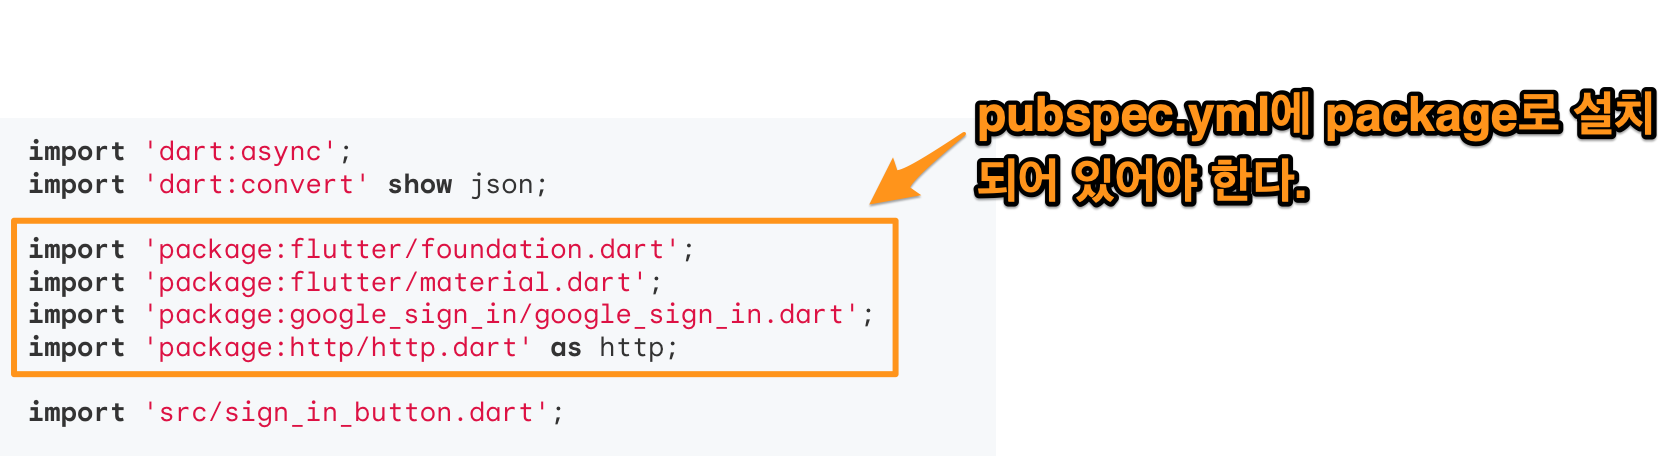 pubspec.yml에 package로 설치
되어 있어야 한다.
import 'dart:async';
import 'dart:convert' show json;
import 'package:flutter/foundation.dart';
import 'package:flutter/material.dart';
import 'package:google_sign_in/google_sign_in.dart';
import 'package:http/http.dart' as http;
import 'src/sign_in_button.dart';